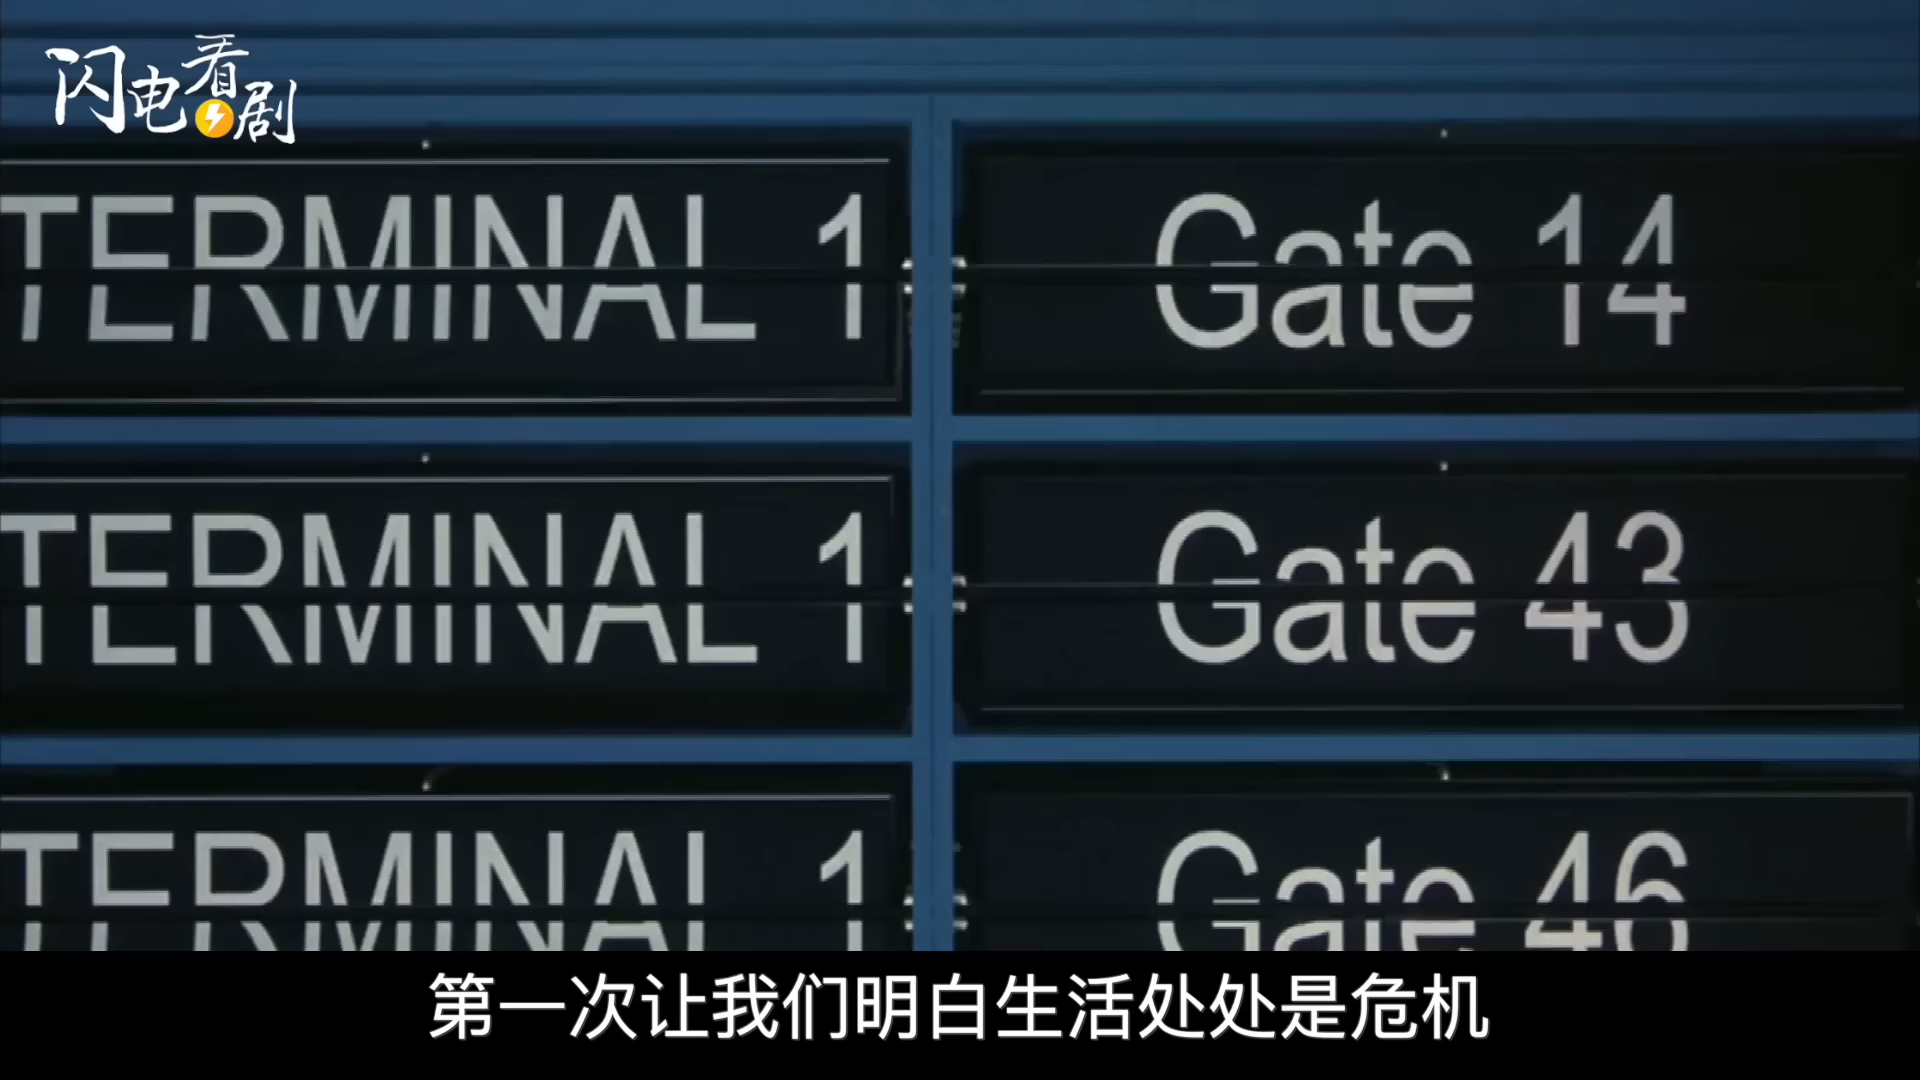 闪电看剧
TERMINAL 1 Gate 14
TERMINAL 1 Gate 43
TERMINAL 1 Gate 46
第一次让我们明白生活处处是危机